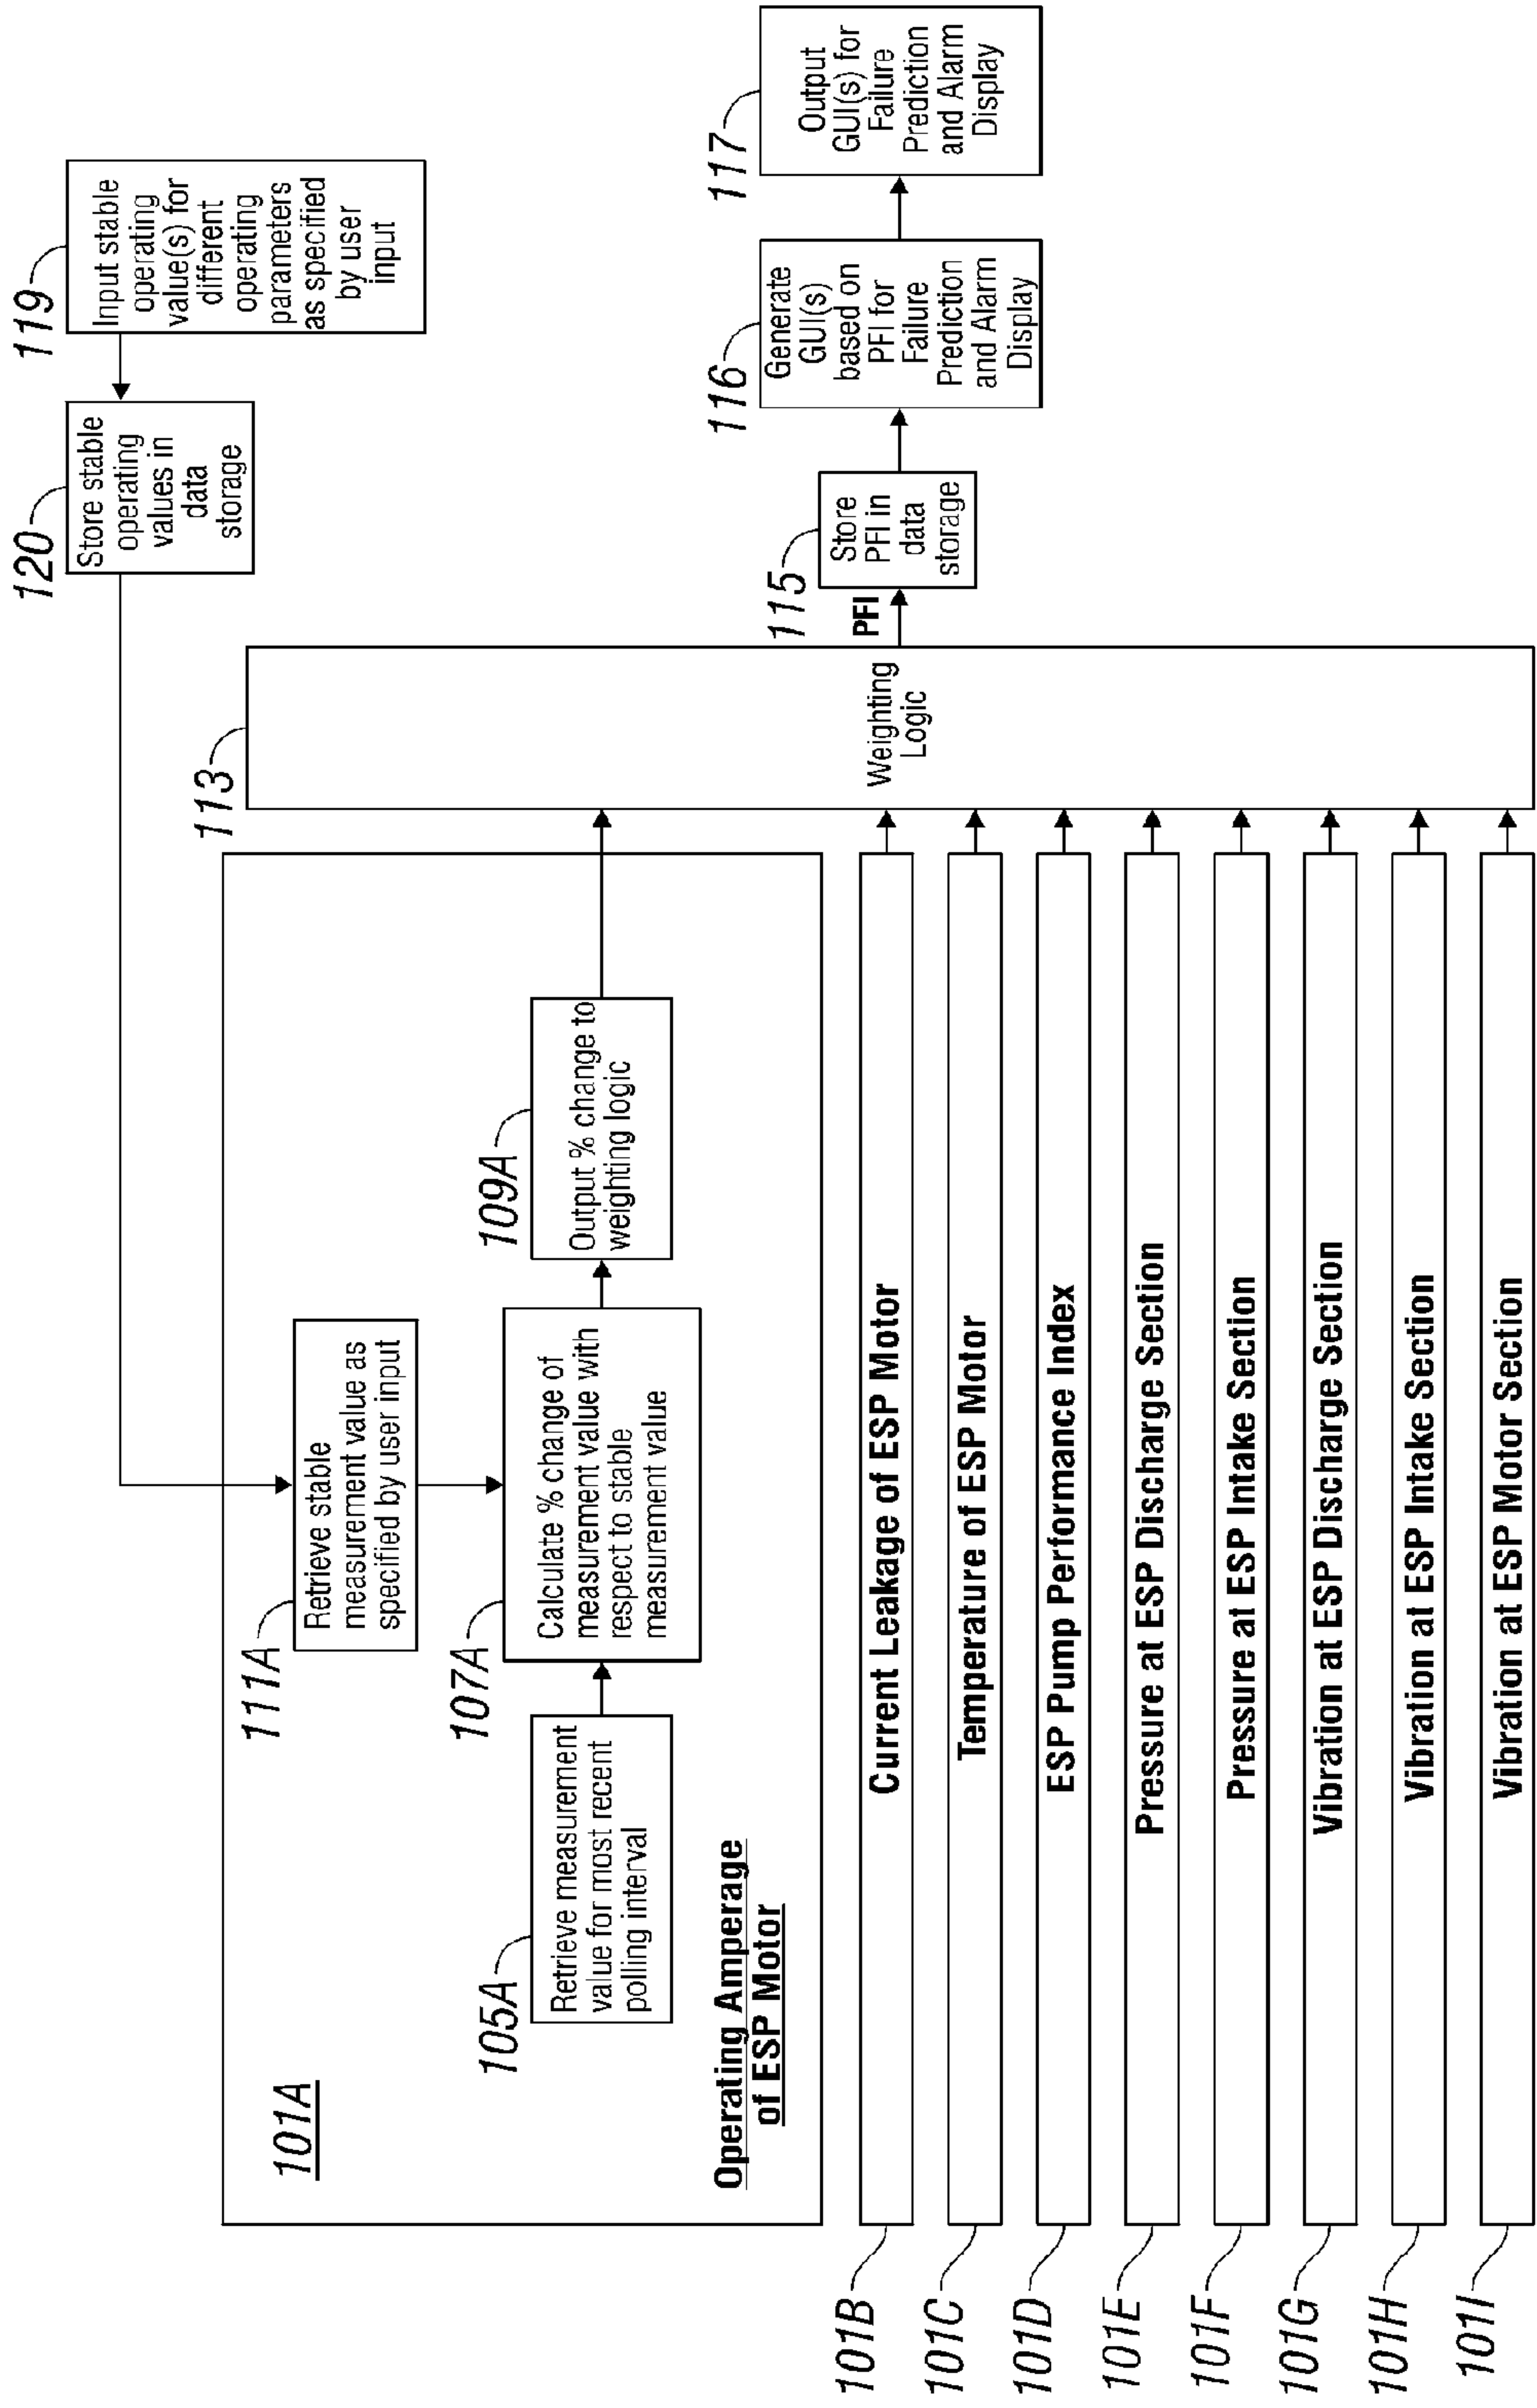 119
Input stable
operating
value(s) for
different
operating
parameters
as specified
by user
input
120
Store stable
operating
values in
data
storage
101A
111A
Retrieve stable
measurement value as
specified by user input
105A
Retrieve measurement
value for most recent
polling interval
107A
Calculate % change of
measurement value with
respect to stable
measurement value
109A
Output % change to
weighting logic
Operating Amperage
of ESP Motor
101B
Current Leakage of ESP Motor
101C
Temperature of ESP Motor
101D
ESP Pump Performance Index
101E
Pressure at ESP Discharge Section
101F
Pressure at ESP Intake Section
101G
Vibration at ESP Discharge Section
101H
Vibration at ESP Intake Section
101I
Vibration at ESP Motor Section
113
Weighting
Logic
PFI
115
Store
PFI in
data
storage
116
Generate
GUI(s)
based on
PFI for
Failure
Prediction
and Alarm
Display
117
Output
GUI(s) for
Failure
Prediction
and Alarm
Display